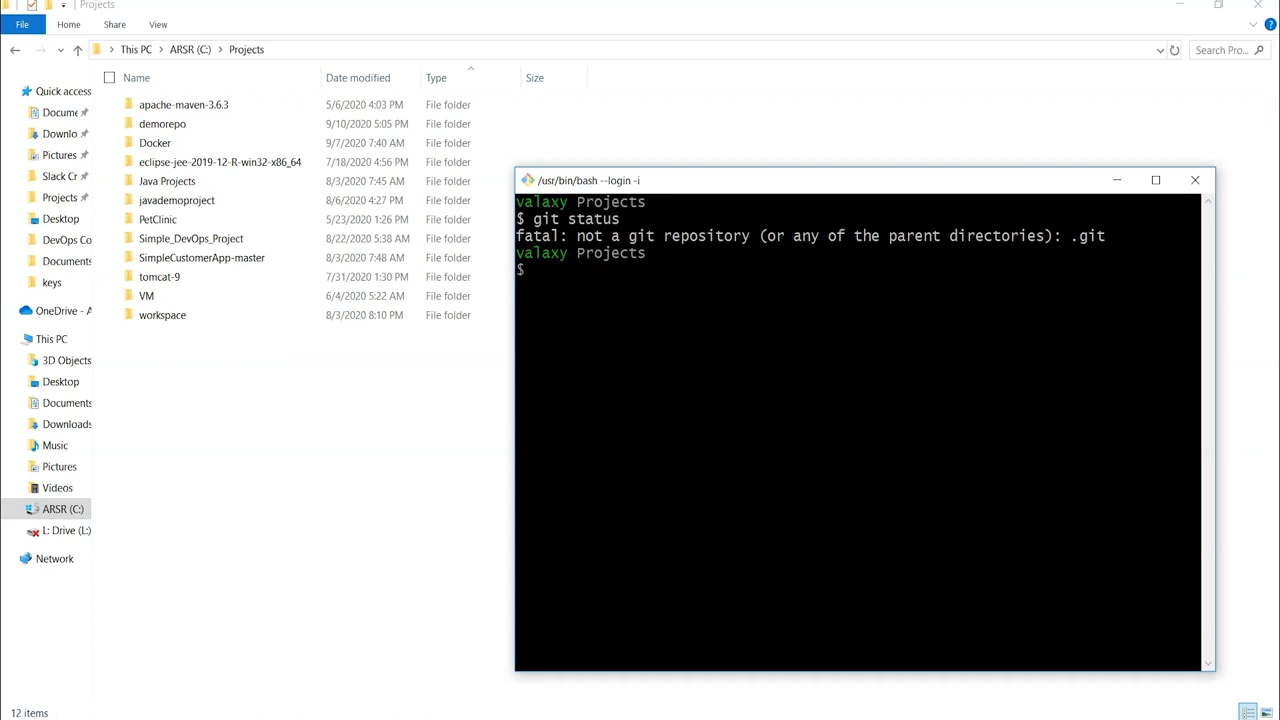 Projects
File Home Share View
This PC ARSR (C:) Projects
Search Pro...
Name Date modified Type Size
Quick access
Docume
Downlo
Pictures
Slack Cr
Projects
Desktop
DevOps Co
Documents
keys
OneDrive - A
This PC
3D Objects
Desktop
Documents
Downloads
Music
Pictures
Videos
ARSR (C:)
L: Drive (L:)
Network
apache-maven-3.6.3 5/6/2020 4:03 PM File folder
demorepo 9/10/2020 5:05 PM File folder
Docker 9/7/2020 7:40 AM File folder
eclipse-jee-2019-12-R-win32-x86_64 7/18/2020 4:56 PM File folder
Java Projects 8/3/2020 7:45 AM File folder
javademoproject 8/6/2020 4:27 PM File folder
PetClinic 5/23/2020 1:26 PM File folder
Simple_DevOps_Project 8/22/2020 5:38 AM File folder
SimpleCustomerApp-master 8/3/2020 7:48 AM File folder
tomcat-9 7/31/2020 1:30 PM File folder
VM 6/4/2020 5:22 AM File folder
workspace 8/3/2020 8:10 PM File folder
/usr/bin/bash --login -i
valaxy Projects
$ git status
fatal: not a git repository (or any of the parent directories): .git
valaxy Projects
$
12 items